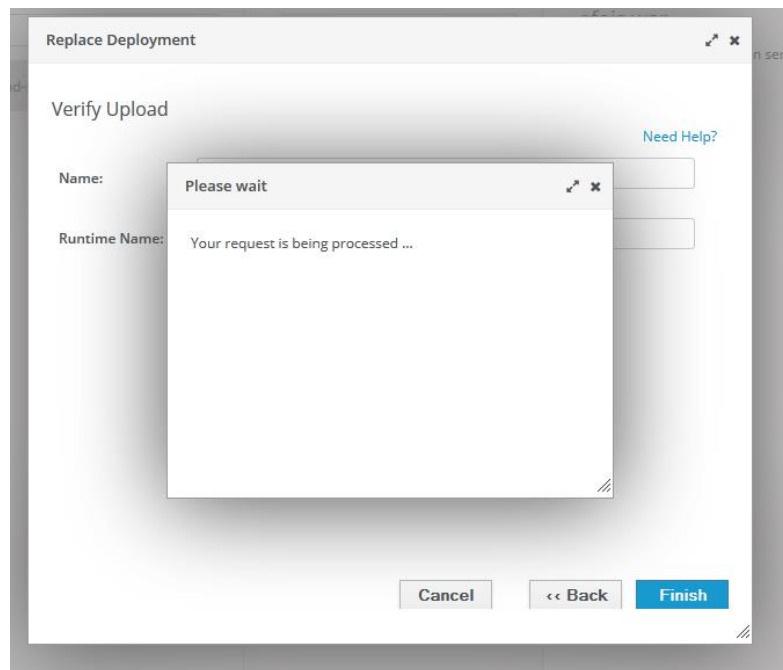 Replace Deployment
n ser
Verify Upload
Need Help?
Name:
Please wait
Runtime Name:
Your request is being processed ...
Cancel
‹‹ Back
Finish